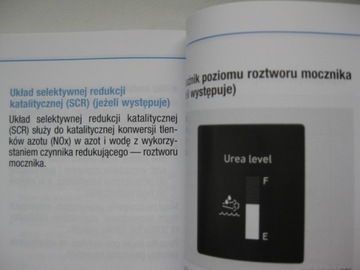 Układ selektywnej redukcji
katalitycznej (SCR) (jeżeli występuje)
Układ selektywnej redukcji katalitycznej
(SCR) służy do katalitycznej konwersji tlen-
ków azotu (NOx) w azot i wodę z wykorzy-
staniem czynnika redukującego — roztworu
mocznika.
poziomu roztworu mocznika
występuje)
Urea level
F
E